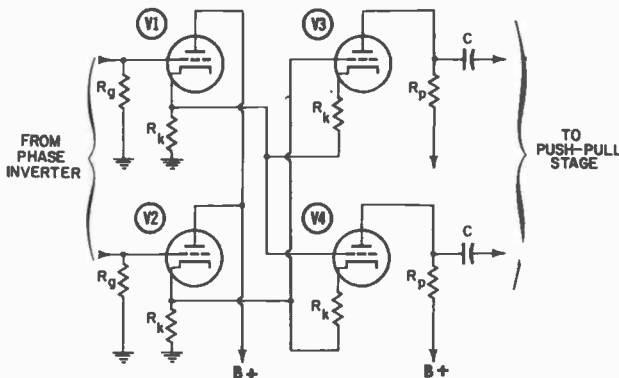 V1
V3
C
Rg
Rk
Rk
Rp
FROM
PHASE
INVERTER
TO
PUSH-PULL
STAGE
V2
V4
C
Rg
Rk
Rk
Rp
B+
B+